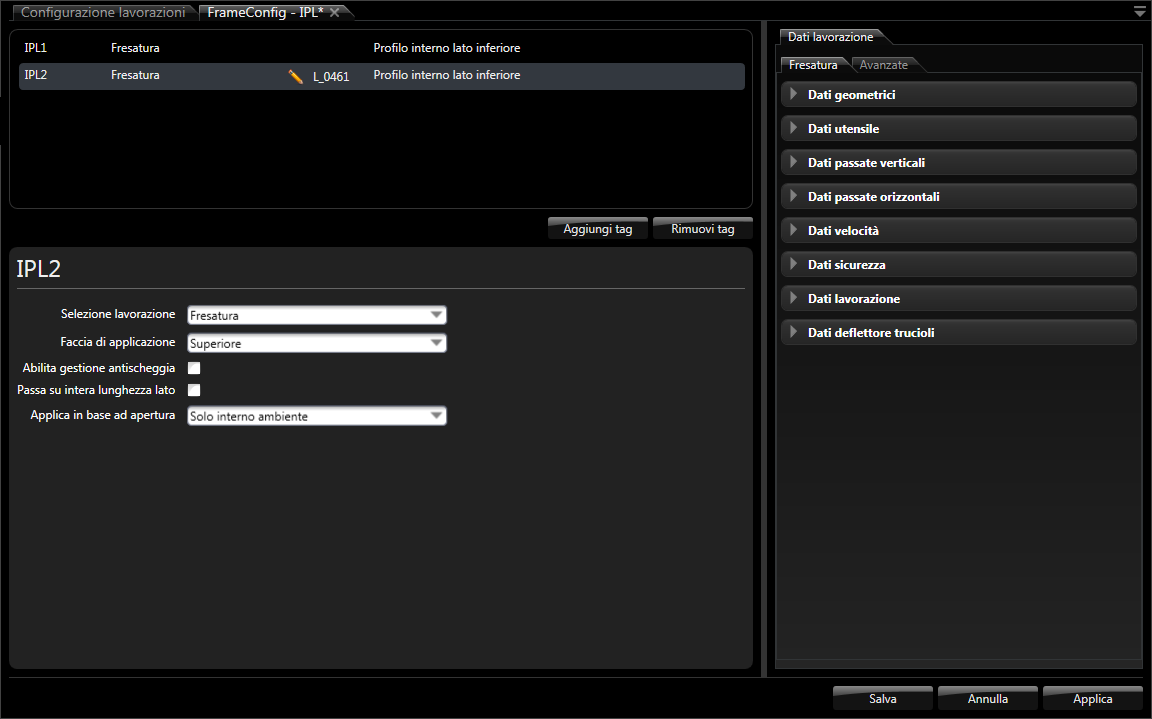 Configurazione lavorazioni FrameConfig - IPL*
IPL1 Fresatura Profilo interno lato inferiore
IPL2 Fresatura L_0461 Profilo interno lato inferiore
Aggiungi tag Rimuovi tag
IPL2
Selezione lavorazione Fresatura
Faccia di applicazione Superiore
Abilita gestione antischeggia
Passa su intera lunghezza lato
Applica in base ad apertura Solo interno ambiente
Dati lavorazione
Fresatura Avanzate
Dati geometrici
Dati utensile
Dati passate verticali
Dati passate orizzontali
Dati velocità
Dati sicurezza
Dati lavorazione
Dati deflettore trucioli
Salva Annulla Applica